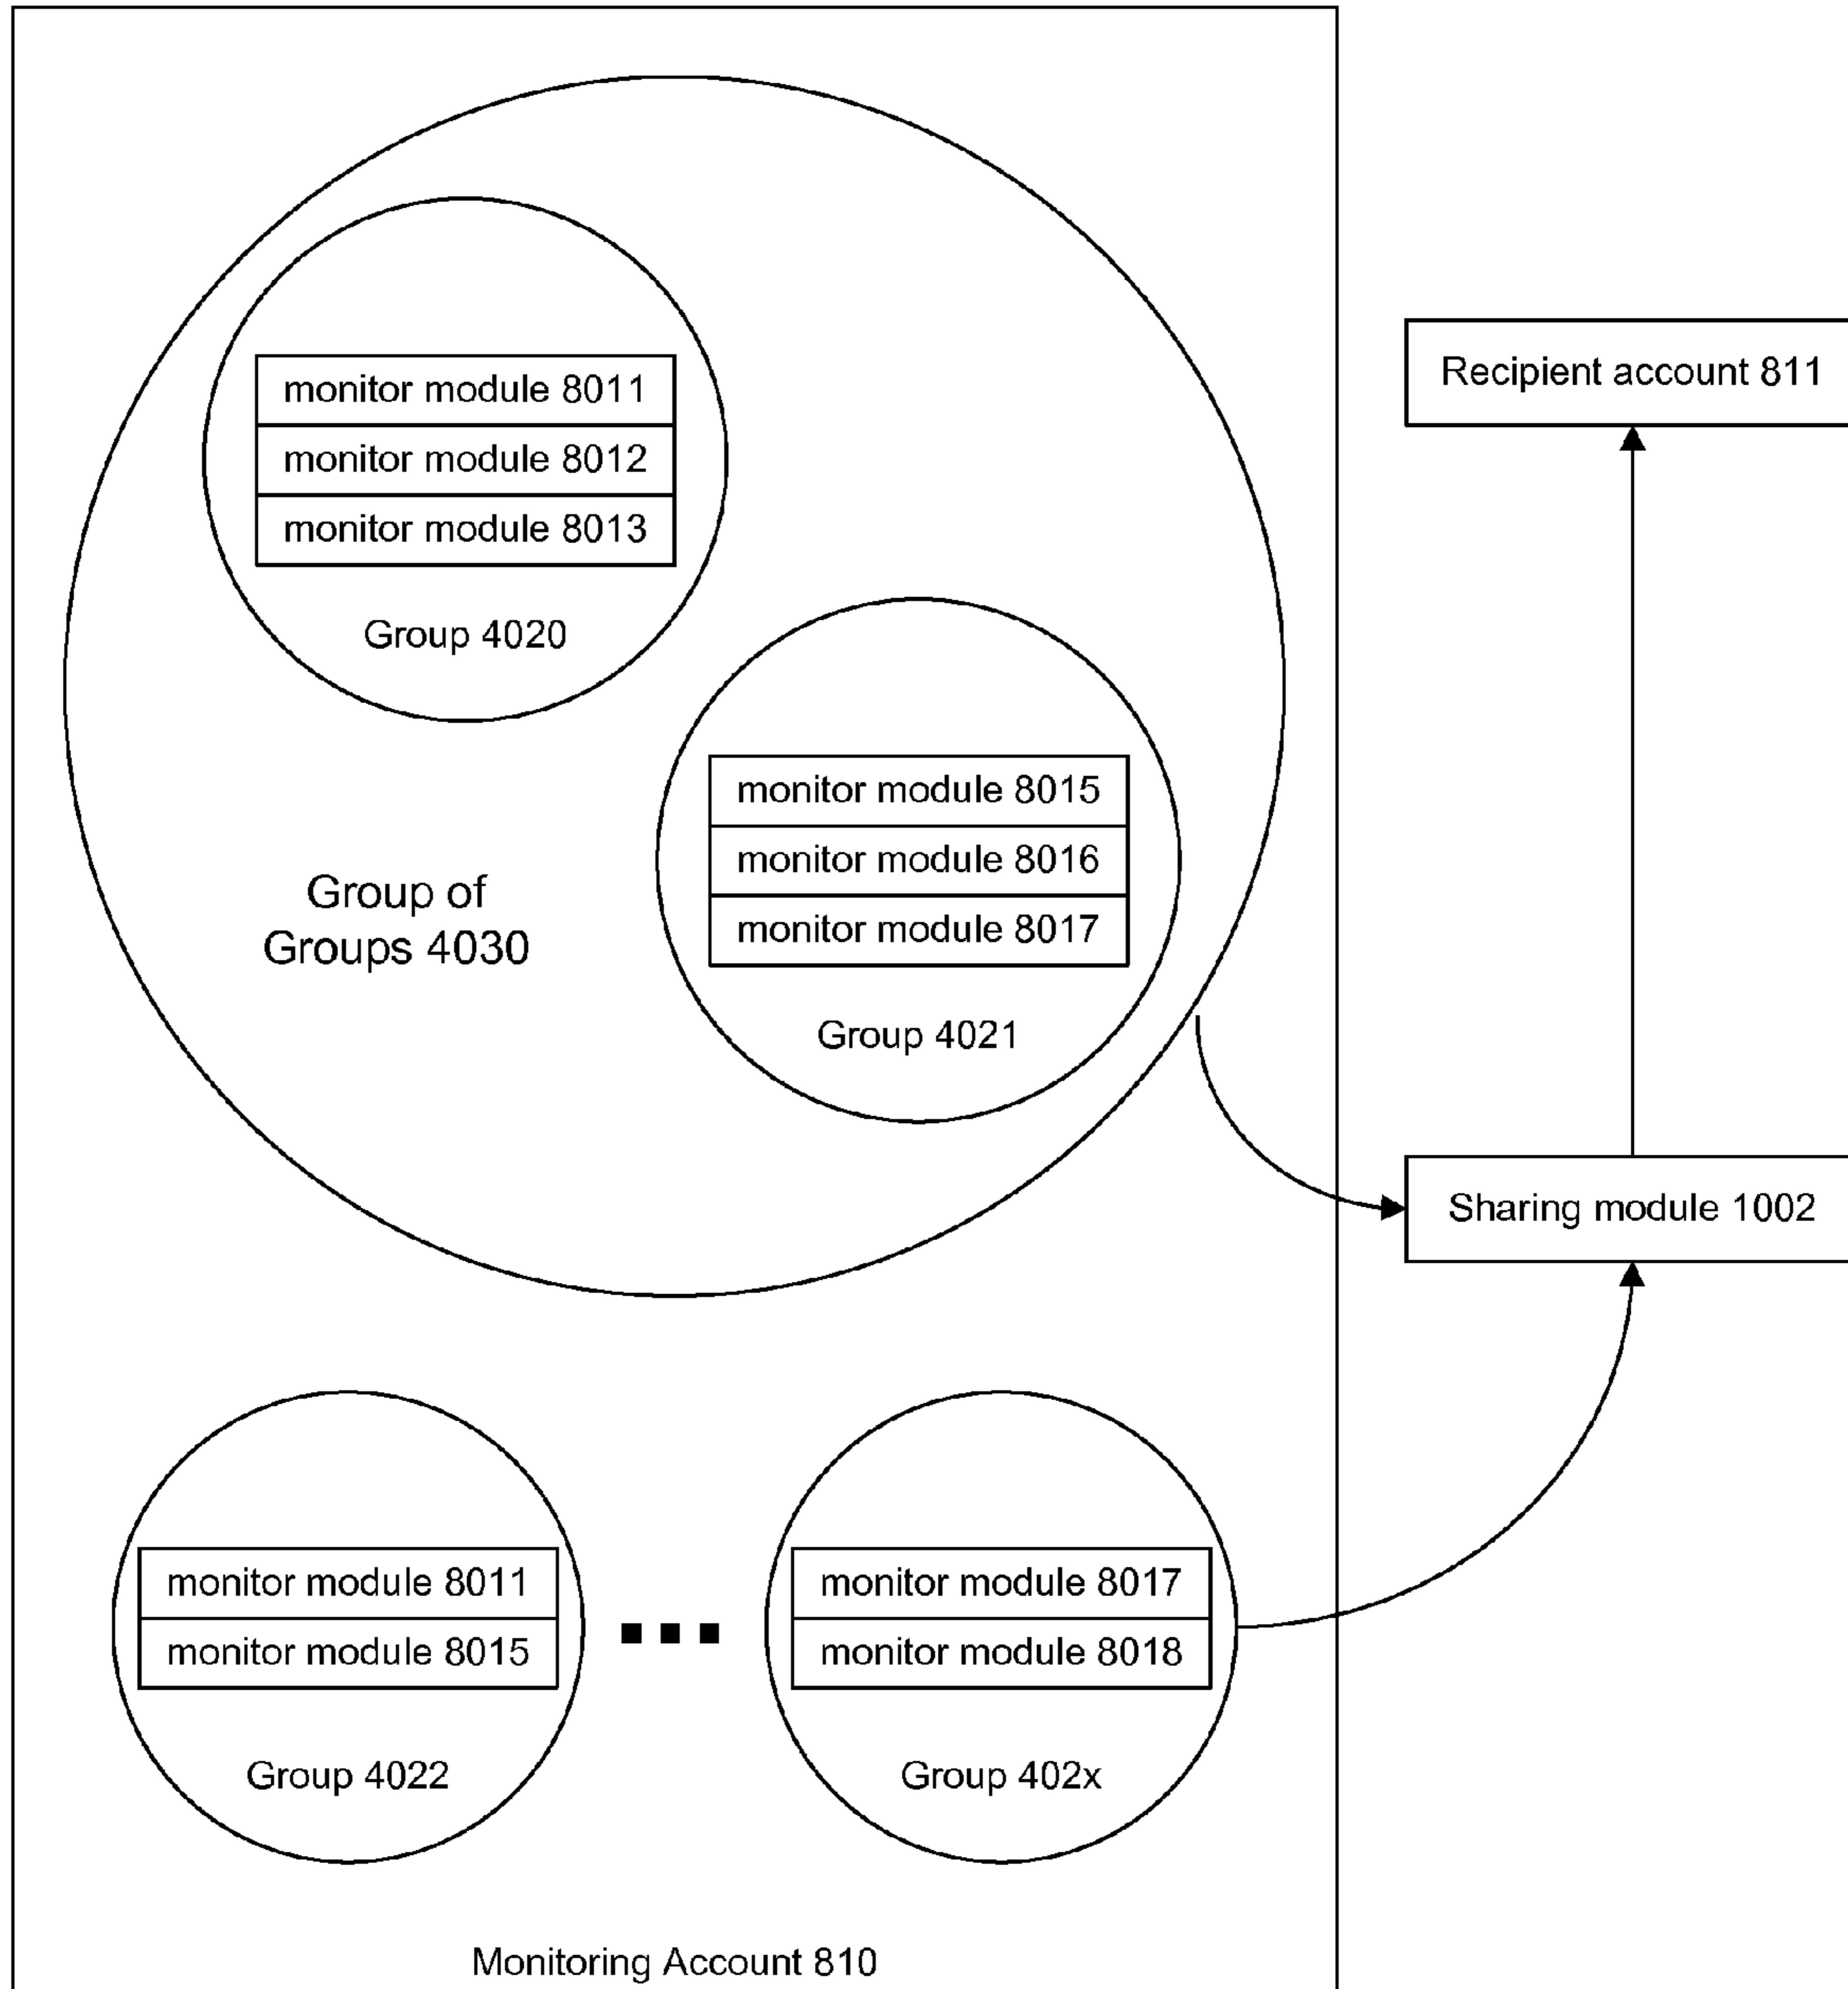 monitor module 8011
monitor module 8012
monitor module 8013
Group 4020
Recipient account 811
monitor module 8015
monitor module 8016
monitor module 8017
Group 4021
Group of
Groups 4030
Sharing module 1002
monitor module 8011
monitor module 8015
Group 4022
monitor module 8017
monitor module 8018
Group 402x
Monitoring Account 810